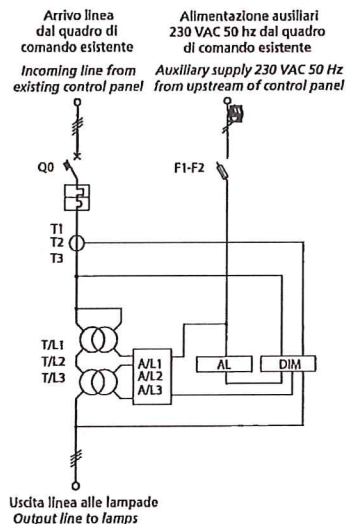 Arrivo linea
dal quadro di
comando esistente
Incoming line from
existing control panel
Alimentazione ausiliari
230 VAC 50 hz dal quadro
di comando esistente
Auxiliary supply 230 VAC 50 Hz
from upstream of control panel
Q0
F1-F2
T1
T2
T3
T/L1
T/L2
T/L3
A/L1
A/L2
A/L3
AL
DIM
Uscita linea alle lampade
Output line to lamps